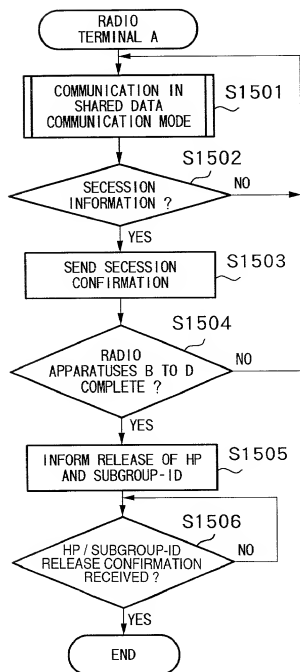 RADIO
TERMINAL A
COMMUNICATION IN
SHARED DATA
COMMUNICATION MODE
S1501
S1502
SECESSION
INFORMATION ?
NO
YES
S1503
SEND SECESSION
CONFIRMATION
S1504
RADIO
APPARATUSES B TO D
COMPLETE ?
NO
YES
S1505
INFORM RELEASE OF HP
AND SUBGROUP-ID
S1506
HP / SUBGROUP-ID
RELEASE CONFIRMATION
RECEIVED ?
NO
YES
END